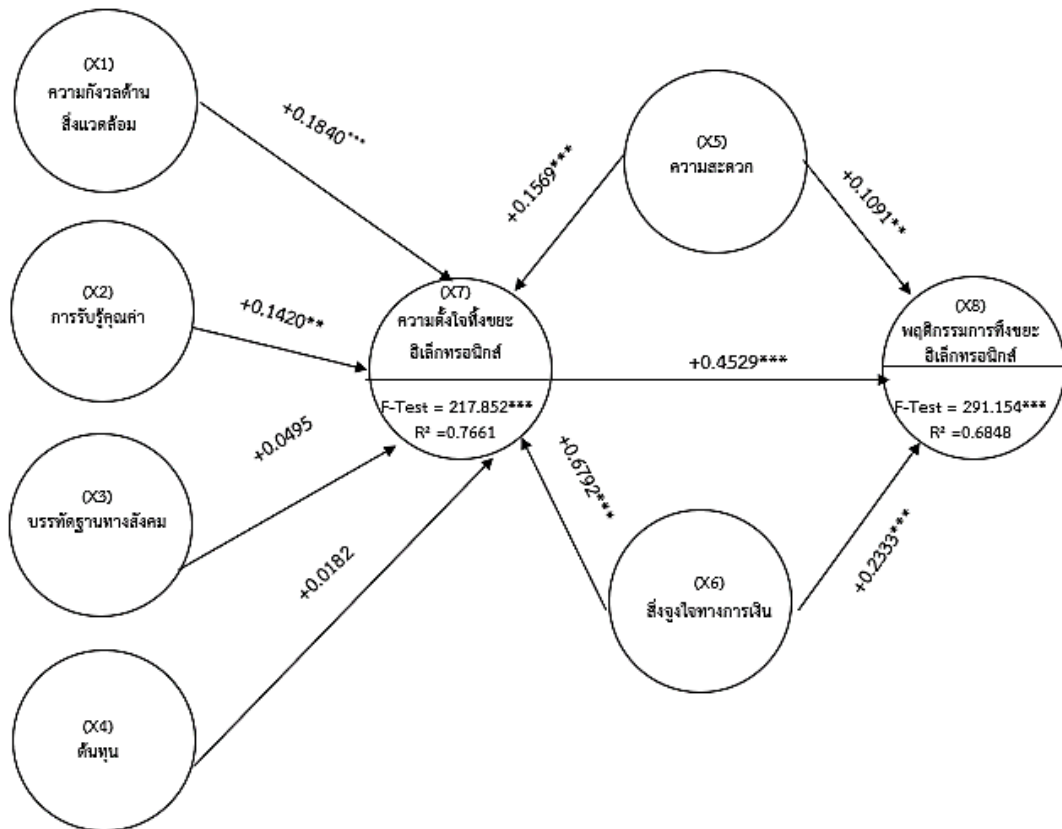 (X1)
ความกังวลด้าน
สิ่งแวดล้อม
+0.1840***
(X2)
การรับรู้คุณค่า
+0.1420**
(X3)
บรรทัดฐานทางสังคม
+0.0495
(X4)
ต้นทุน
+0.0182
(X5)
ความสะดวก
+0.1569***
+0.1091**
(X7)
ความตั้งใจทิ้งขยะ
อิเล็กทรอนิกส์
F-Test = 217.852***
R² =0.7661
+0.4529***
(X8)
พฤติกรรมการทิ้งขยะ
อิเล็กทรอนิกส์
F-Test = 291.154***
R² =0.6848
+0.6792***
(X6)
สิ่งจูงใจทางการเงิน
+0.2333***